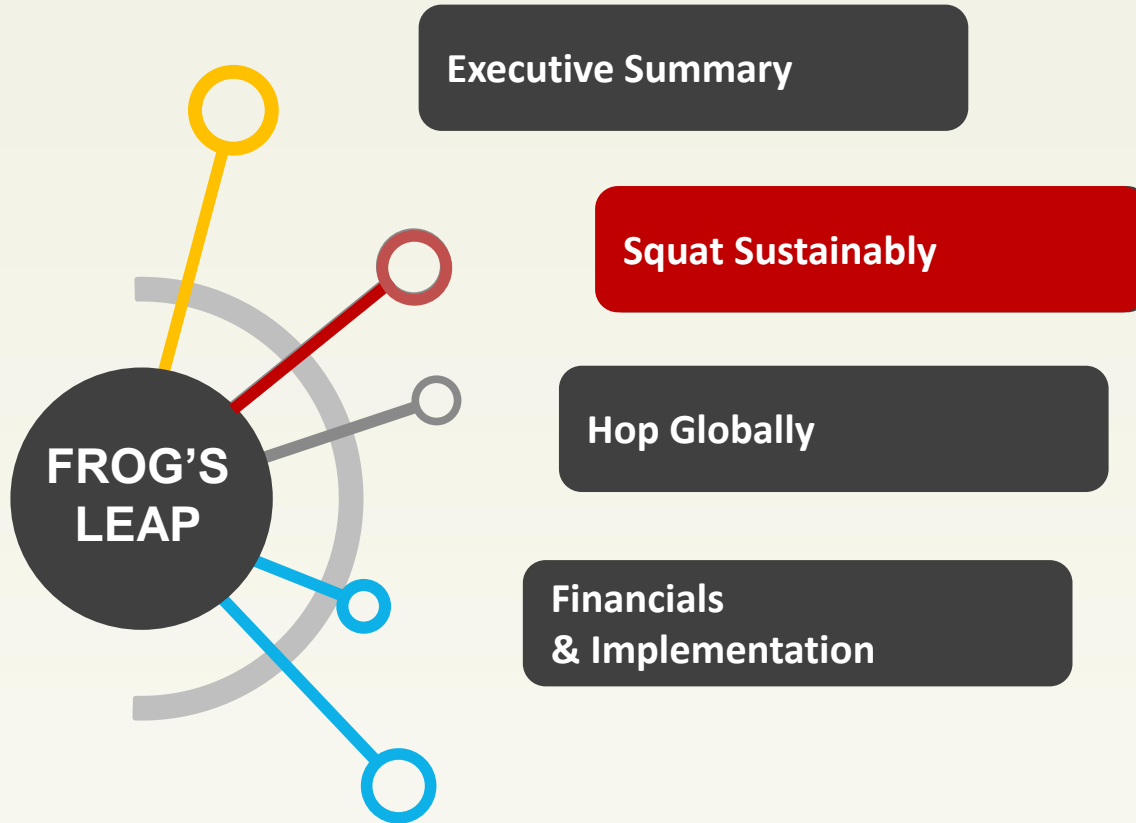 Executive Summary
Squat Sustainably
Hop Globally
FROG’S
LEAP
Financials
& Implementation